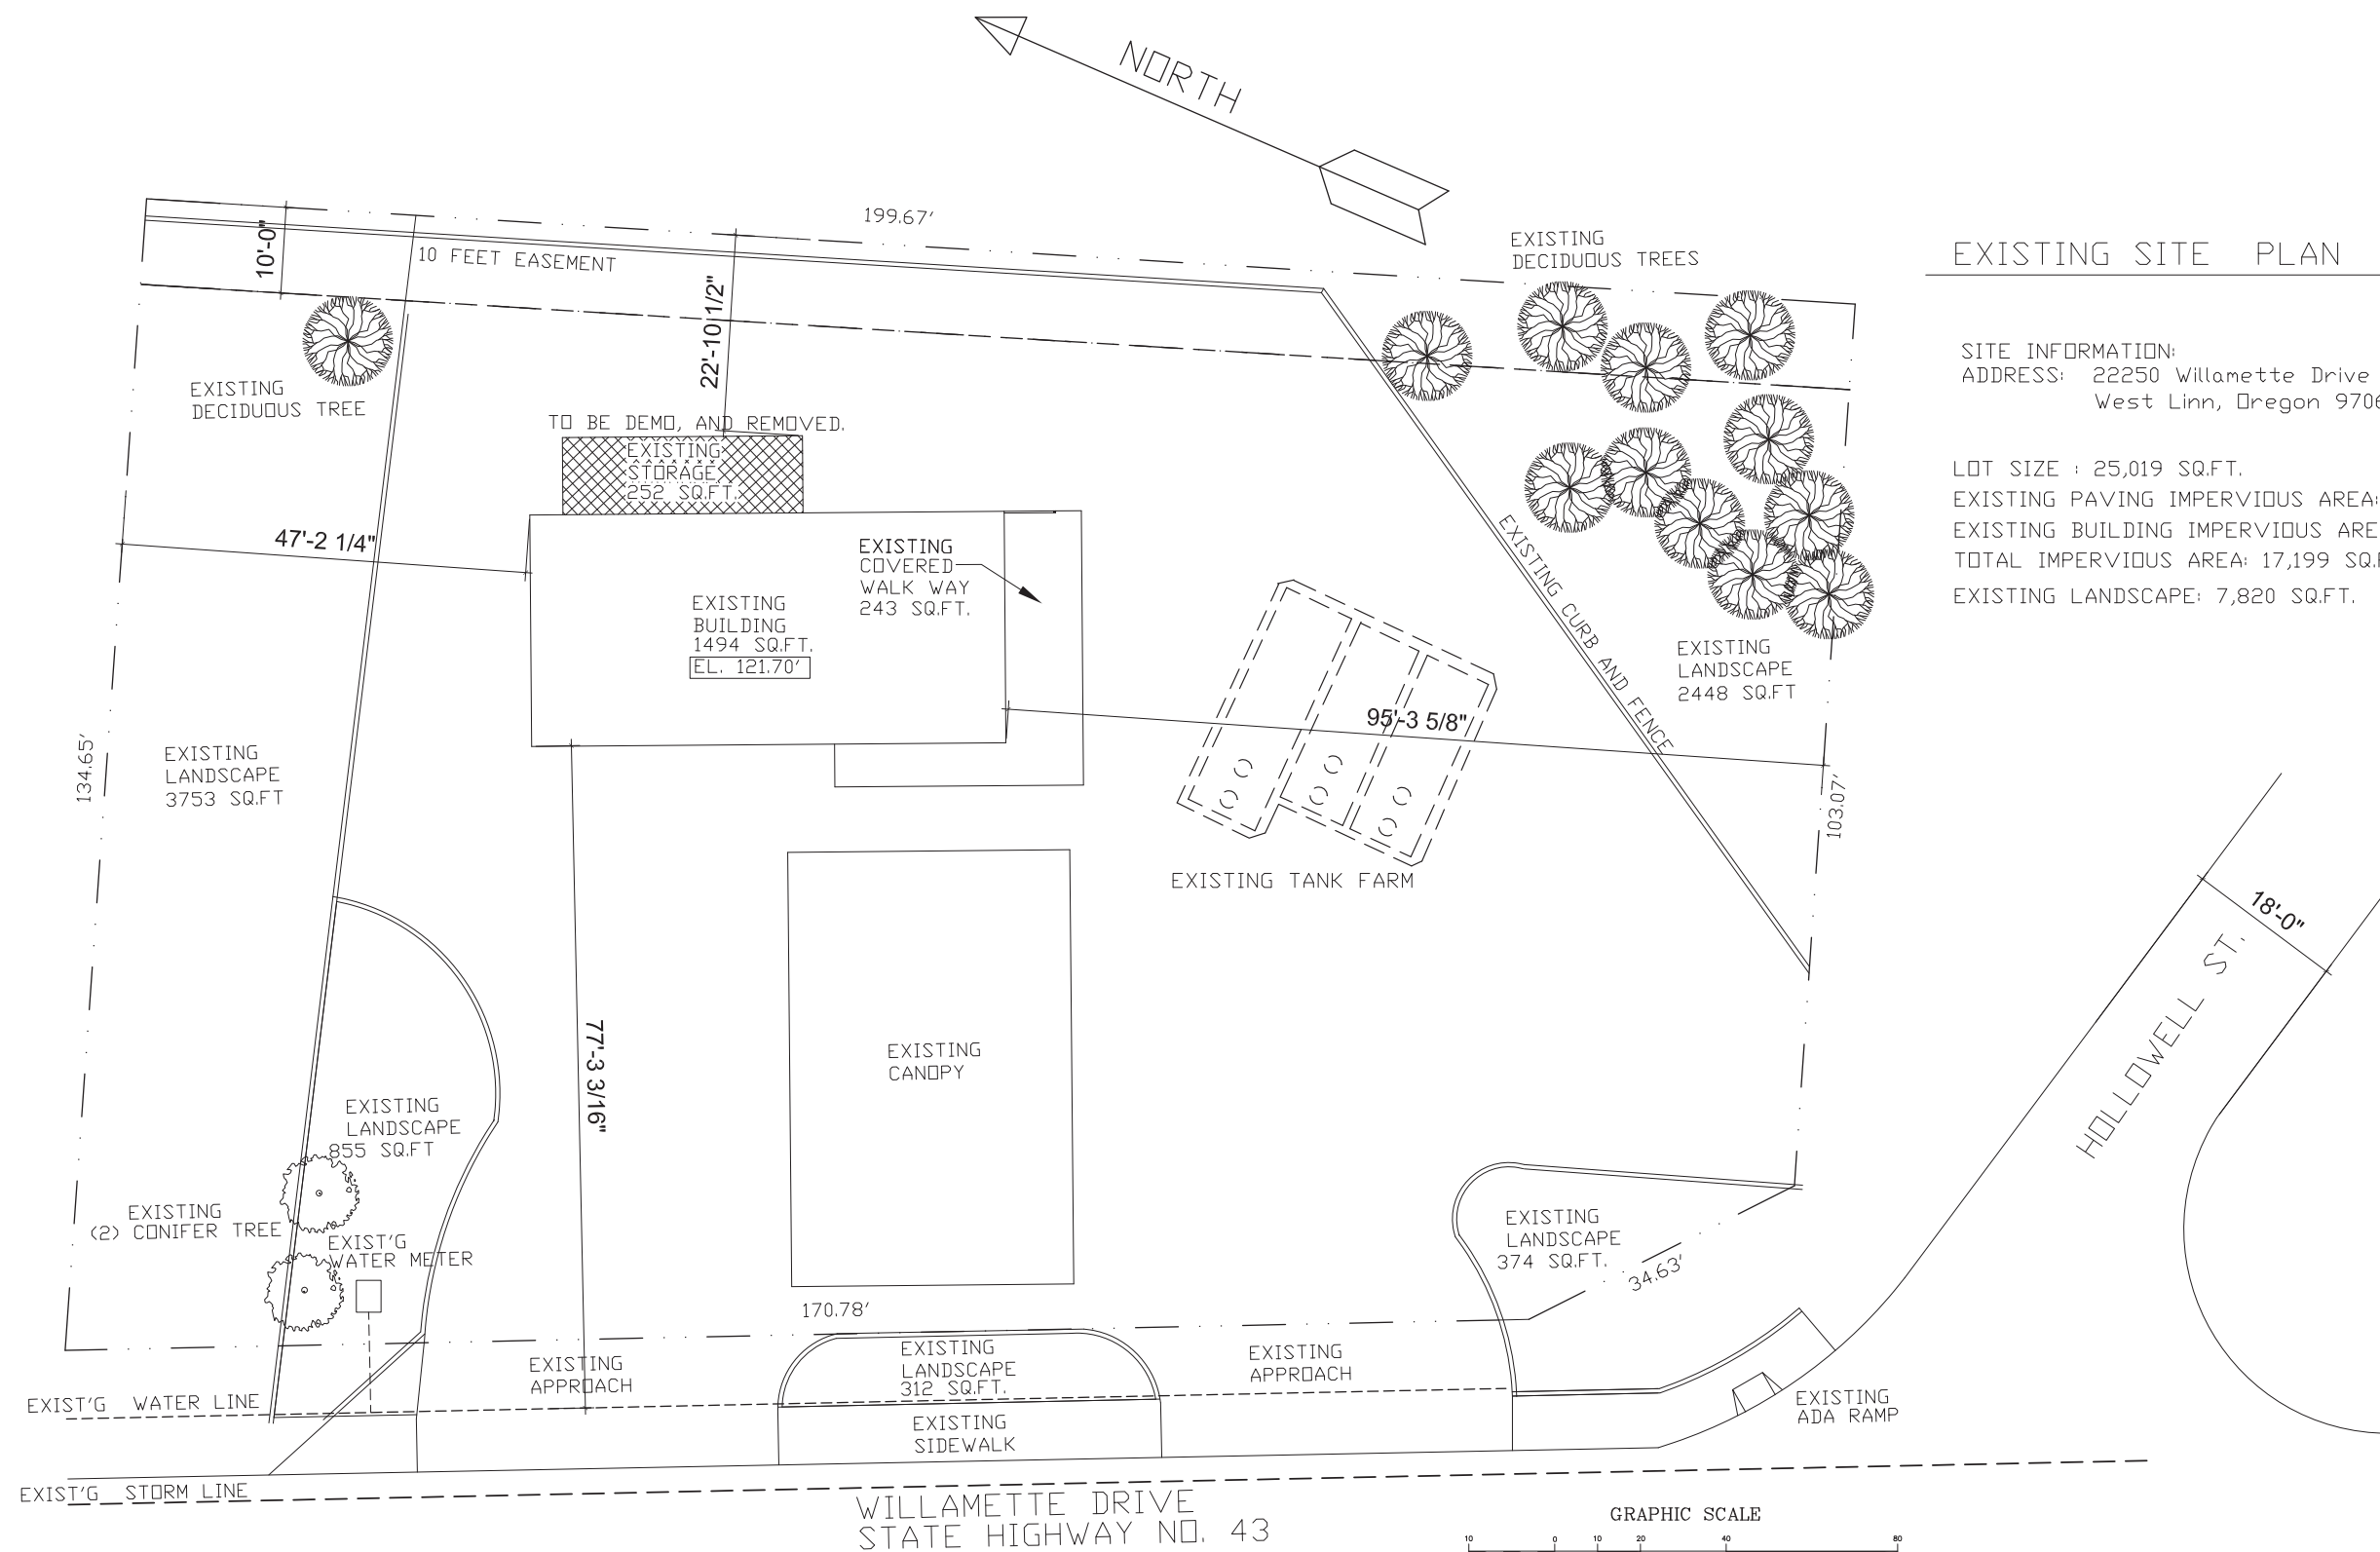 NORTH
199.67'
10'-0"
10 FEET EASEMENT
22'-10 1/2"
EXISTING
DECIDUOUS TREES
EXISTING SITE PLAN
SITE INFORMATION:
ADDRESS: 22250 Willamette Drive
West Linn, Oregon
LOT SIZE : 25,019 SQ.FT.
EXISTING PAVING IMPERVIOUS AREA:
EXISTING BUILDING IMPERVIOUS
TOTAL IMPERVIOUS AREA: 17,199
EXISTING LANDSCAPE: 7,820 SQ.FT.
EXISTING
DECIDUOUS TREE
TO BE DEMO, AND REMOVED.
EXISTING
STORAGE
252 SQ.FT.
47'-2 1/4"
EXISTING
COVERED
WALK WAY
243 SQ.FT.
EXISTING
BUILDING
1494 SQ.FT.
EL. 121.70'
EXISTING CURB AND FENCE
EXISTING
LANDSCAPE
2448 SQ.FT
95'-3 5/8"
134.65'
EXISTING
LANDSCAPE
3753 SQ.FT
103.07'
EXISTING TANK FARM
18'-0"
HOLLOWELL ST.
77'-3 3/16"
EXISTING
CANOPY
EXISTING
LANDSCAPE
855 SQ.FT
EXISTING
(2) CONIFER TREE
EXIST'G
WATER METER
EXISTING
LANDSCAPE
374 SQ.FT.
34.63'
170.78'
EXISTING
APPROACH
EXISTING
LANDSCAPE
312 SQ.FT.
EXISTING
APPROACH
EXIST'G WATER LINE
EXISTING
SIDEWALK
EXISTING
ADA RAMP
EXIST'G STORM LINE
WILLAMETTE DRIVE
STATE HIGHWAY NO. 43
GRAPHIC SCALE
10 0 10 20 40 80